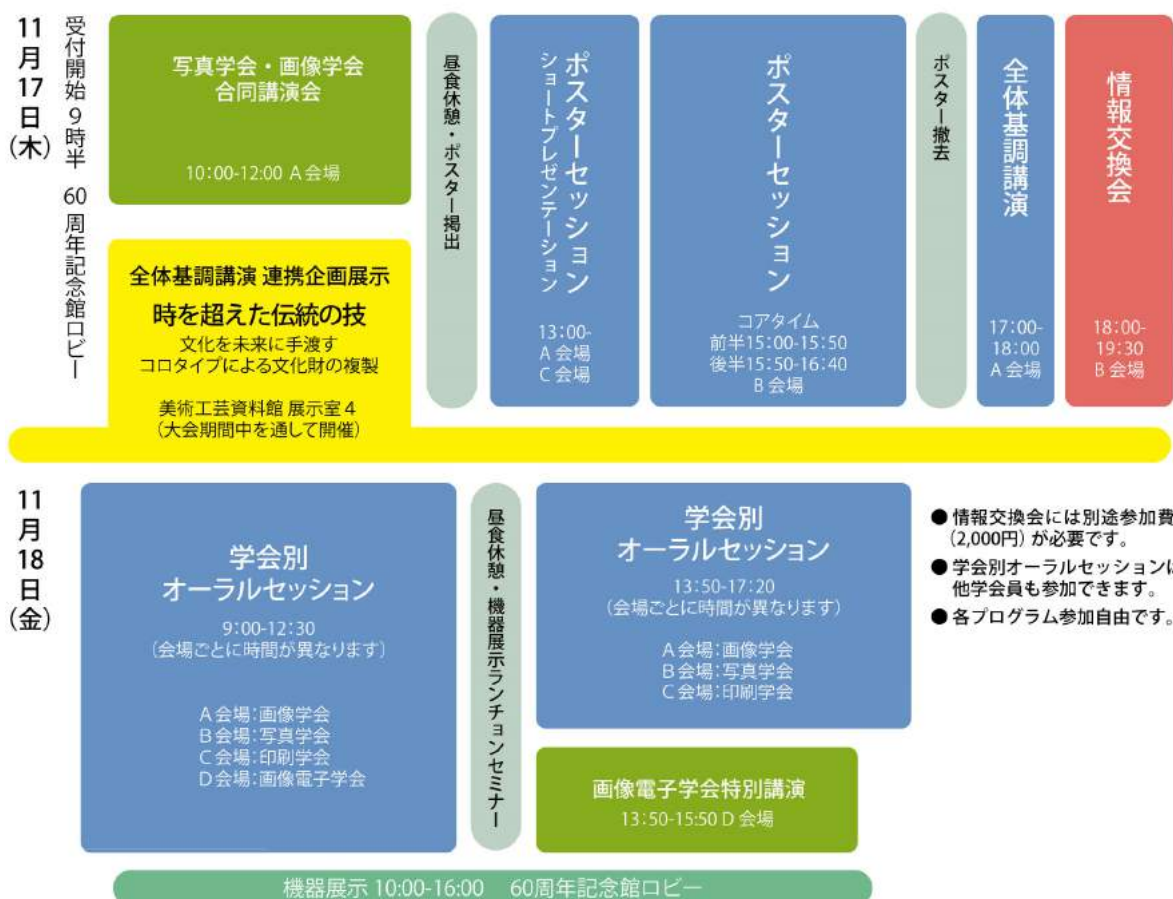 11月17日(木)
受付開始 9時半 60周年記念館ロビー
写真学会・画像学会
合同講演会
10:00-12:00 A会場
全体基調講演 連携企画展示
時を超えた伝統の技
文化を未来に手渡す
コロタイプによる文化財の複製
美術工芸資料館 展示室4
(大会期間中を通して開催)
昼食休憩・ポスター掲出
ポスターセッション
ショートプレゼンテーション
13:00-
A会場
C会場
ポスターセッション
コアタイム
前半15:00-15:50
後半15:50-16:40
B会場
ポスター撤去
全体基調講演
17:00-
18:00
A会場
情報交換会
18:00-
19:30
B会場
11月18日(金)
学会別
オーラルセッション
9:00-12:30
(会場ごとに時間が異なります)
A会場:画像学会
B会場:写真学会
C会場:印刷学会
D会場:画像電子学会
昼食休憩・機器展示ランチョンセミナー
学会別
オーラルセッション
13:50-17:20
(会場ごとに時間が異なります)
A会場:画像学会
B会場:写真学会
C会場:印刷学会
画像電子学会特別講演
13:50-15:50 D会場
● 情報交換会には別途参加費
(2,000円) が必要です。
● 学会別オーラルセッションは
他学会員も参加できます。
● 各プログラム参加自由です。
機器展示 10:00-16:00 60周年記念館ロビー